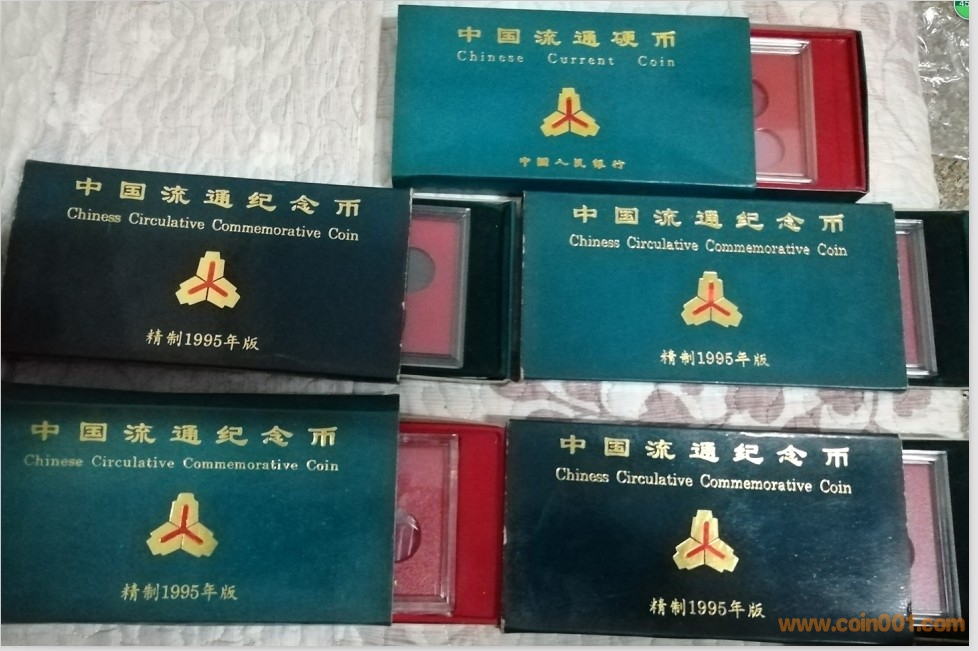 中国流通硬币
Chinese Current Coin
中国人民银行
中国流通纪念币
Chiness Circulative Commemorative Coin
精制1995年版
中国流通纪念币
Chiness Circulative Commemorative Coin
精制1995年版
中国流通纪念币
Chinese Circulative Commemorative Coin
精制1995年版
中国流通纪念币
Chiness Circulative Commemorative Coin
精制1995年版
www.coin001.com